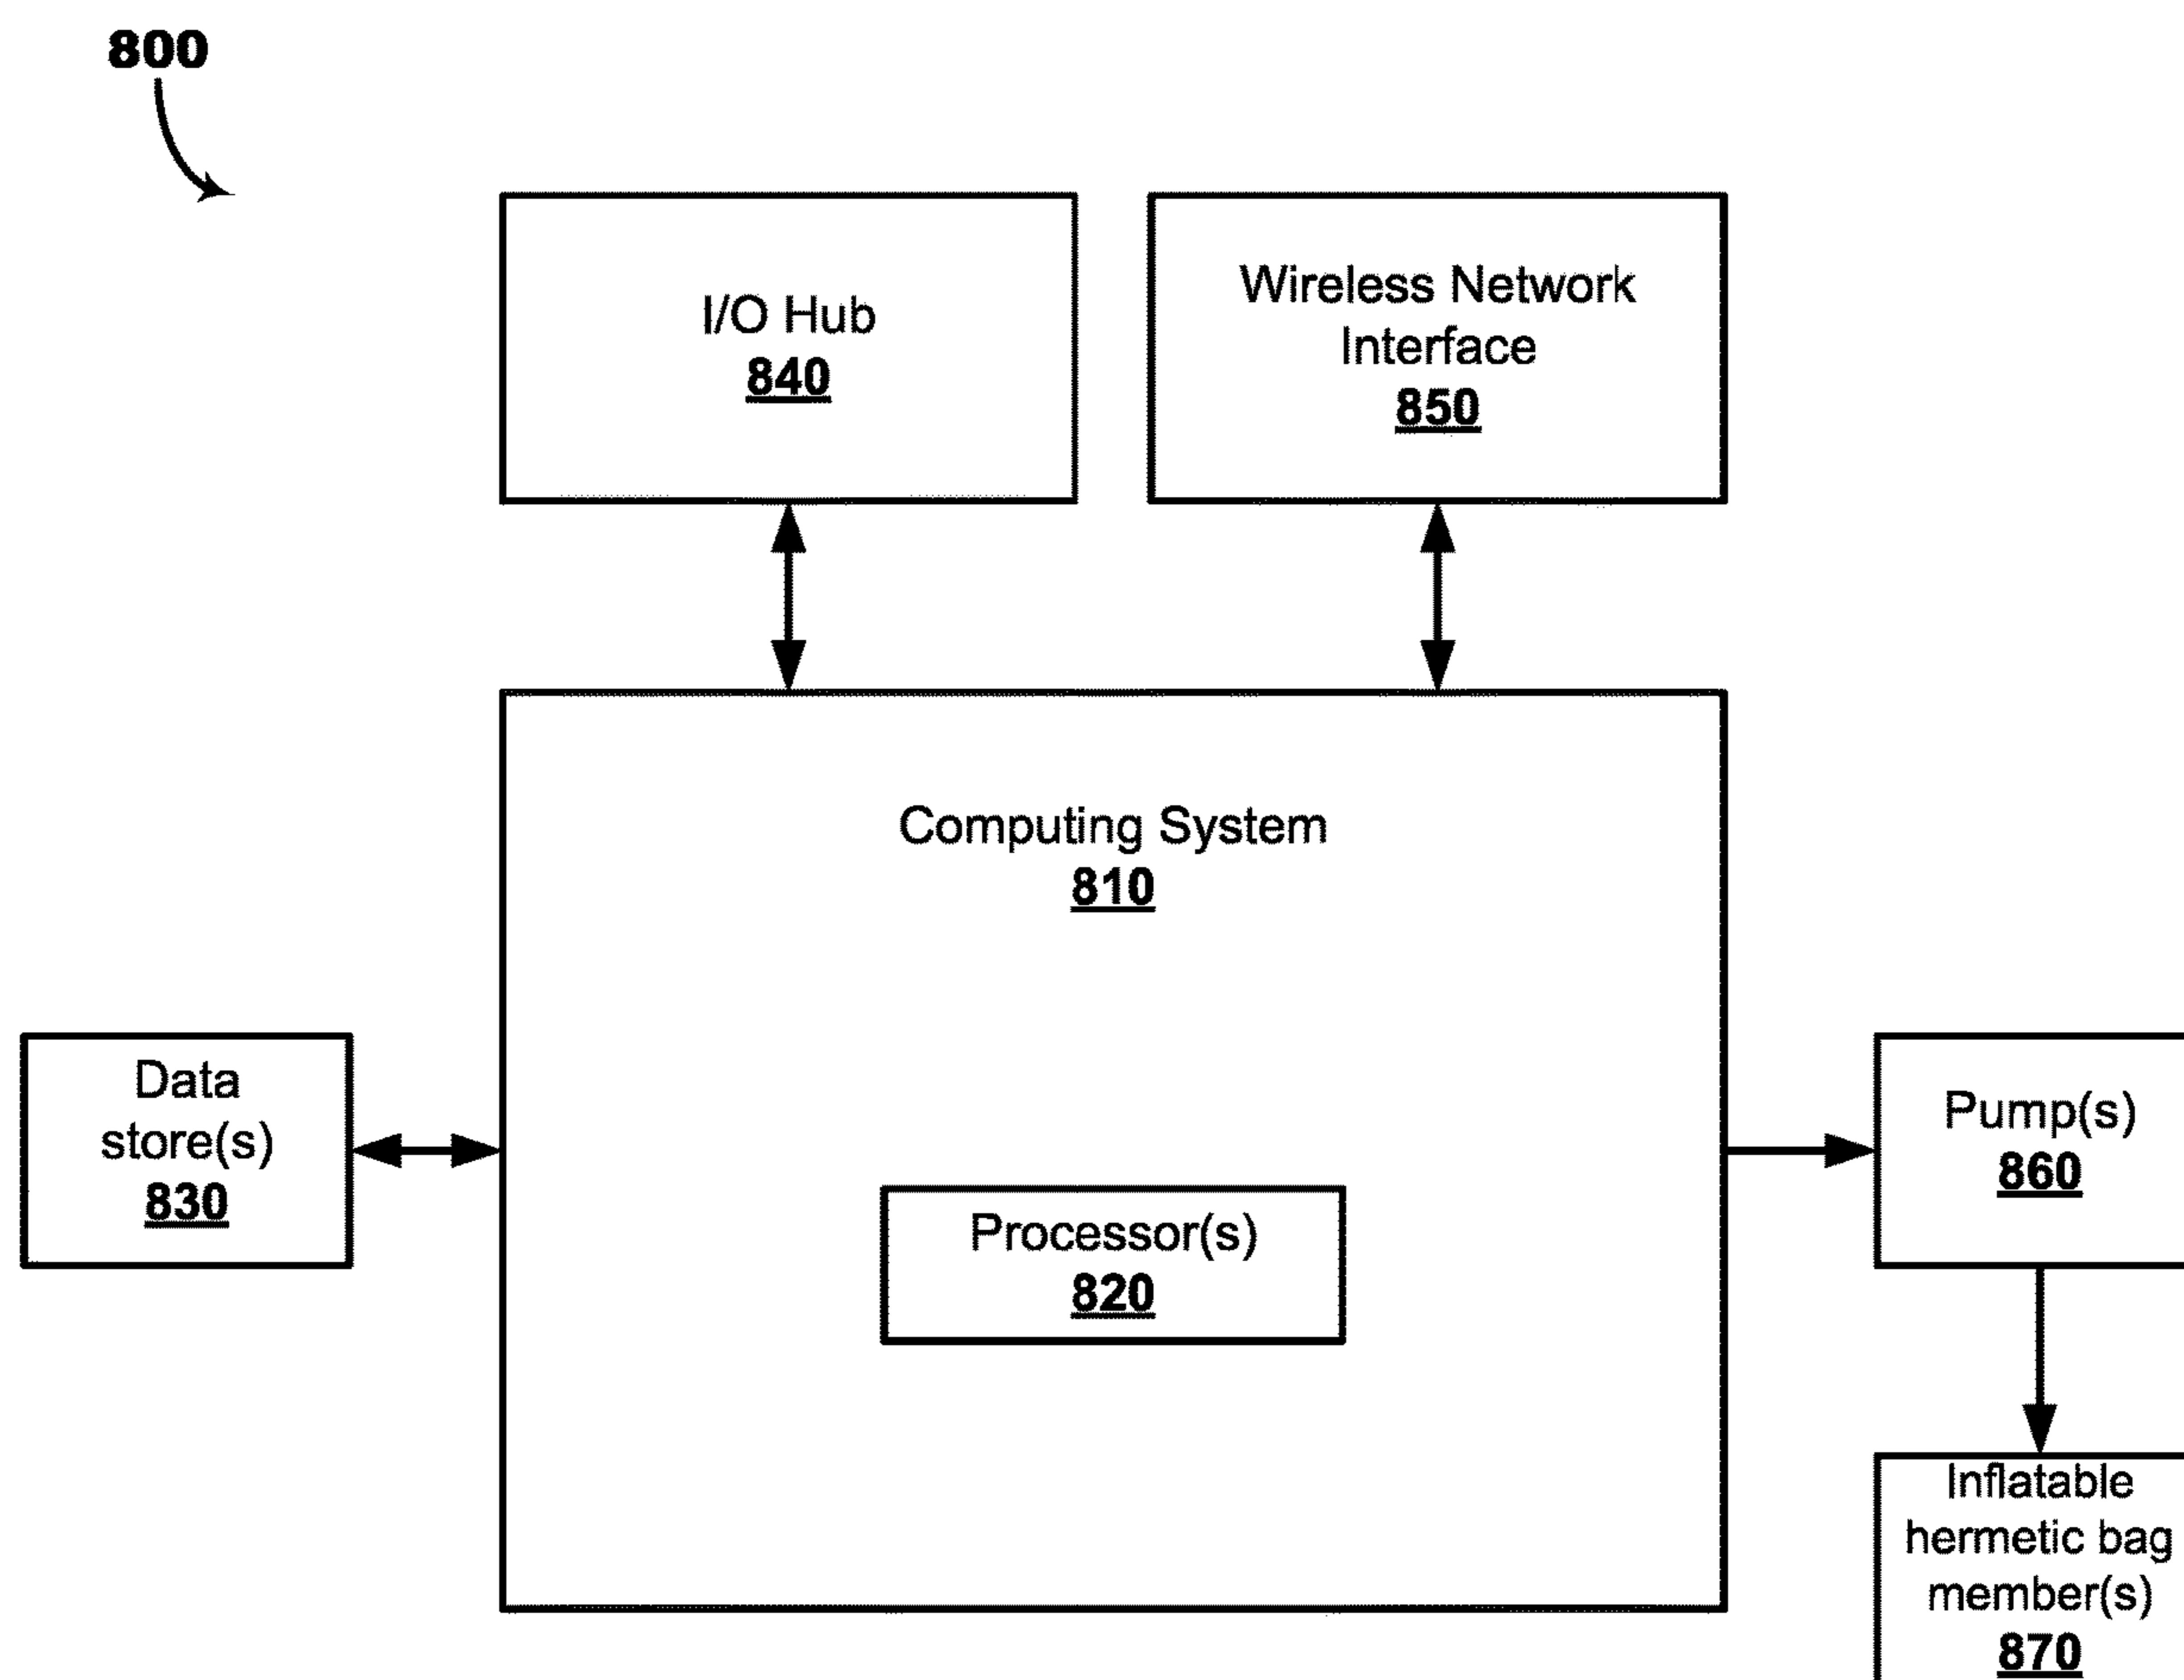 800
I/O Hub
840
Wireless Network
Interface
850
Computing System
810
Data
store(s)
830
Processor(s)
820
Pump(s)
860
Inflatable
hermetic bag
member(s)
870